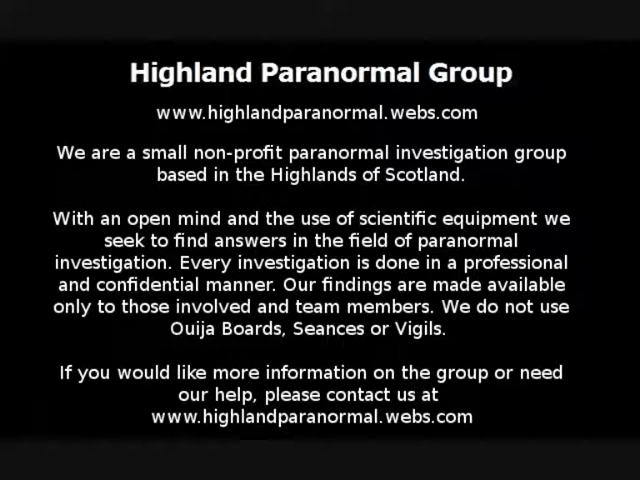 Highland Paranormal Group
www.highlandparanormal.webs.com
We are a small non-profit paranormal investigation group
based in the Highlands of Scotland.
With an open mind and the use of scientific equipment we
seek to find answers in the field of paranormal
investigation. Every investigation is done in a professional
and confidential manner. Our findings are made available
only to those involved and team members. We do not use
Ouija Boards, Seances or Vigils.
If you would like more information on the group or need
our help, please contact us at
www.highlandparanormal.webs.com